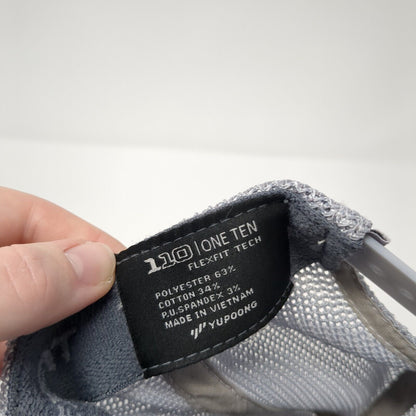 110 | ONE TEN
FLEXFIT TECH
POLYESTER 63%
COTTON 34%
P.U.SPANDEX 3%
MADE IN VIETNAM
YUPOONG